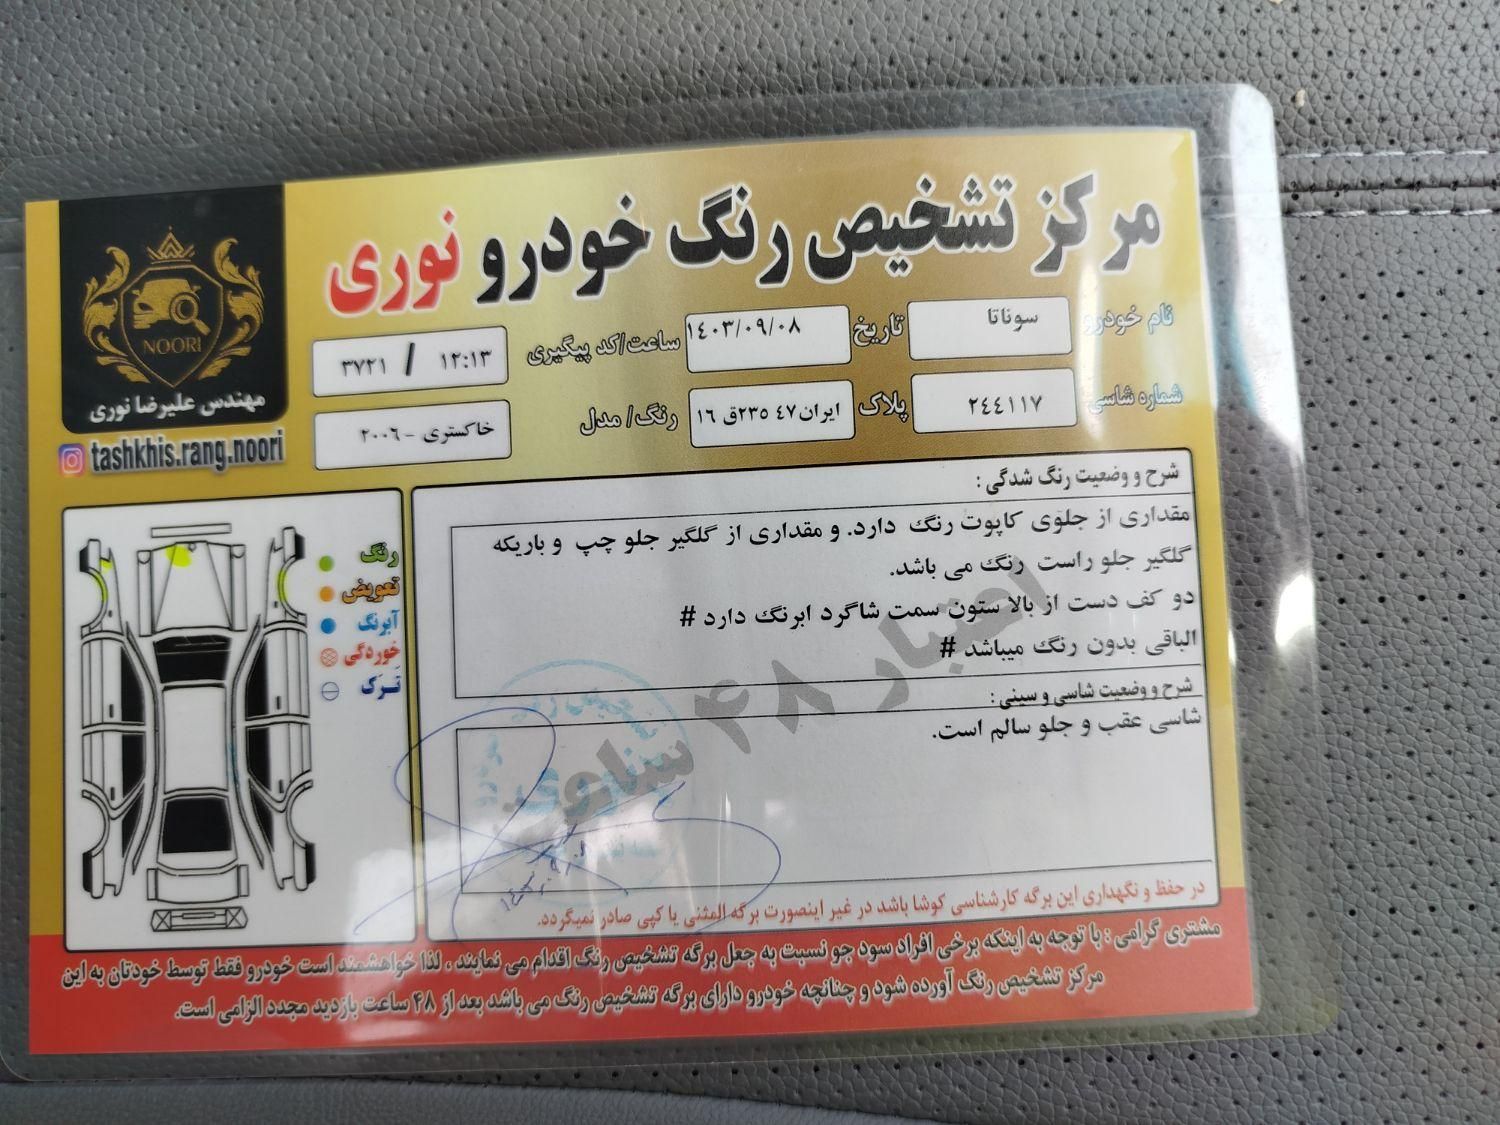 مرکز تشخیص رنگ خودرو نوری
NOORI
مهندس علیرضا نوری
tashkhis.rang.noori
نام خودرو سوناتا تاریخ ۱٤۰۳/۰۹/۰۸ ساعت/کد پیگیری ۱۲:۱۳ / ۳۷۲۱
شماره شاسی ۲٤٤۱۱۷ پلاک ایران٤۷ ۲۳۵ق ۱۶ رنگ/مدل خاکستری - ۲۰۰۶
رنگ
تعویض
آبرنگ
خوردگی
تَرَک
شرح و وضعیت رنگ شدگی :
مقداری از جلوی کاپوت رنگ دارد. و مقداری از گلگیر جلو چپ و باریکه
گلگیر جلو راست رنگ می باشد.
دو کف دست از بالا ستون سمت شاگرد ابرنگ دارد #
الباقی بدون رنگ میباشد #
اعتبار ۴۸ ساعت
شرح و وضعیت شاسی و سینی :
شاسی عقب و جلو سالم است.
در حفظ و نگهداری این برگه کارشناسی کوشا باشد در غیر اینصورت برگه المثنی یا کپی صادر نمیگردد.
مشتری گرامی : با توجه به اینکه برخی افراد سود جو نسبت به جعل برگه تشخیص رنگ اقدام می نمایند ، لذا خواهشمند است خودرو فقط توسط خودتان به این
مرکز تشخیص رنگ آورده شود و چنانچه خودرو دارای برگه تشخیص رنگ می باشد بعد از ۴۸ ساعت بازدید مجدد الزامی است.